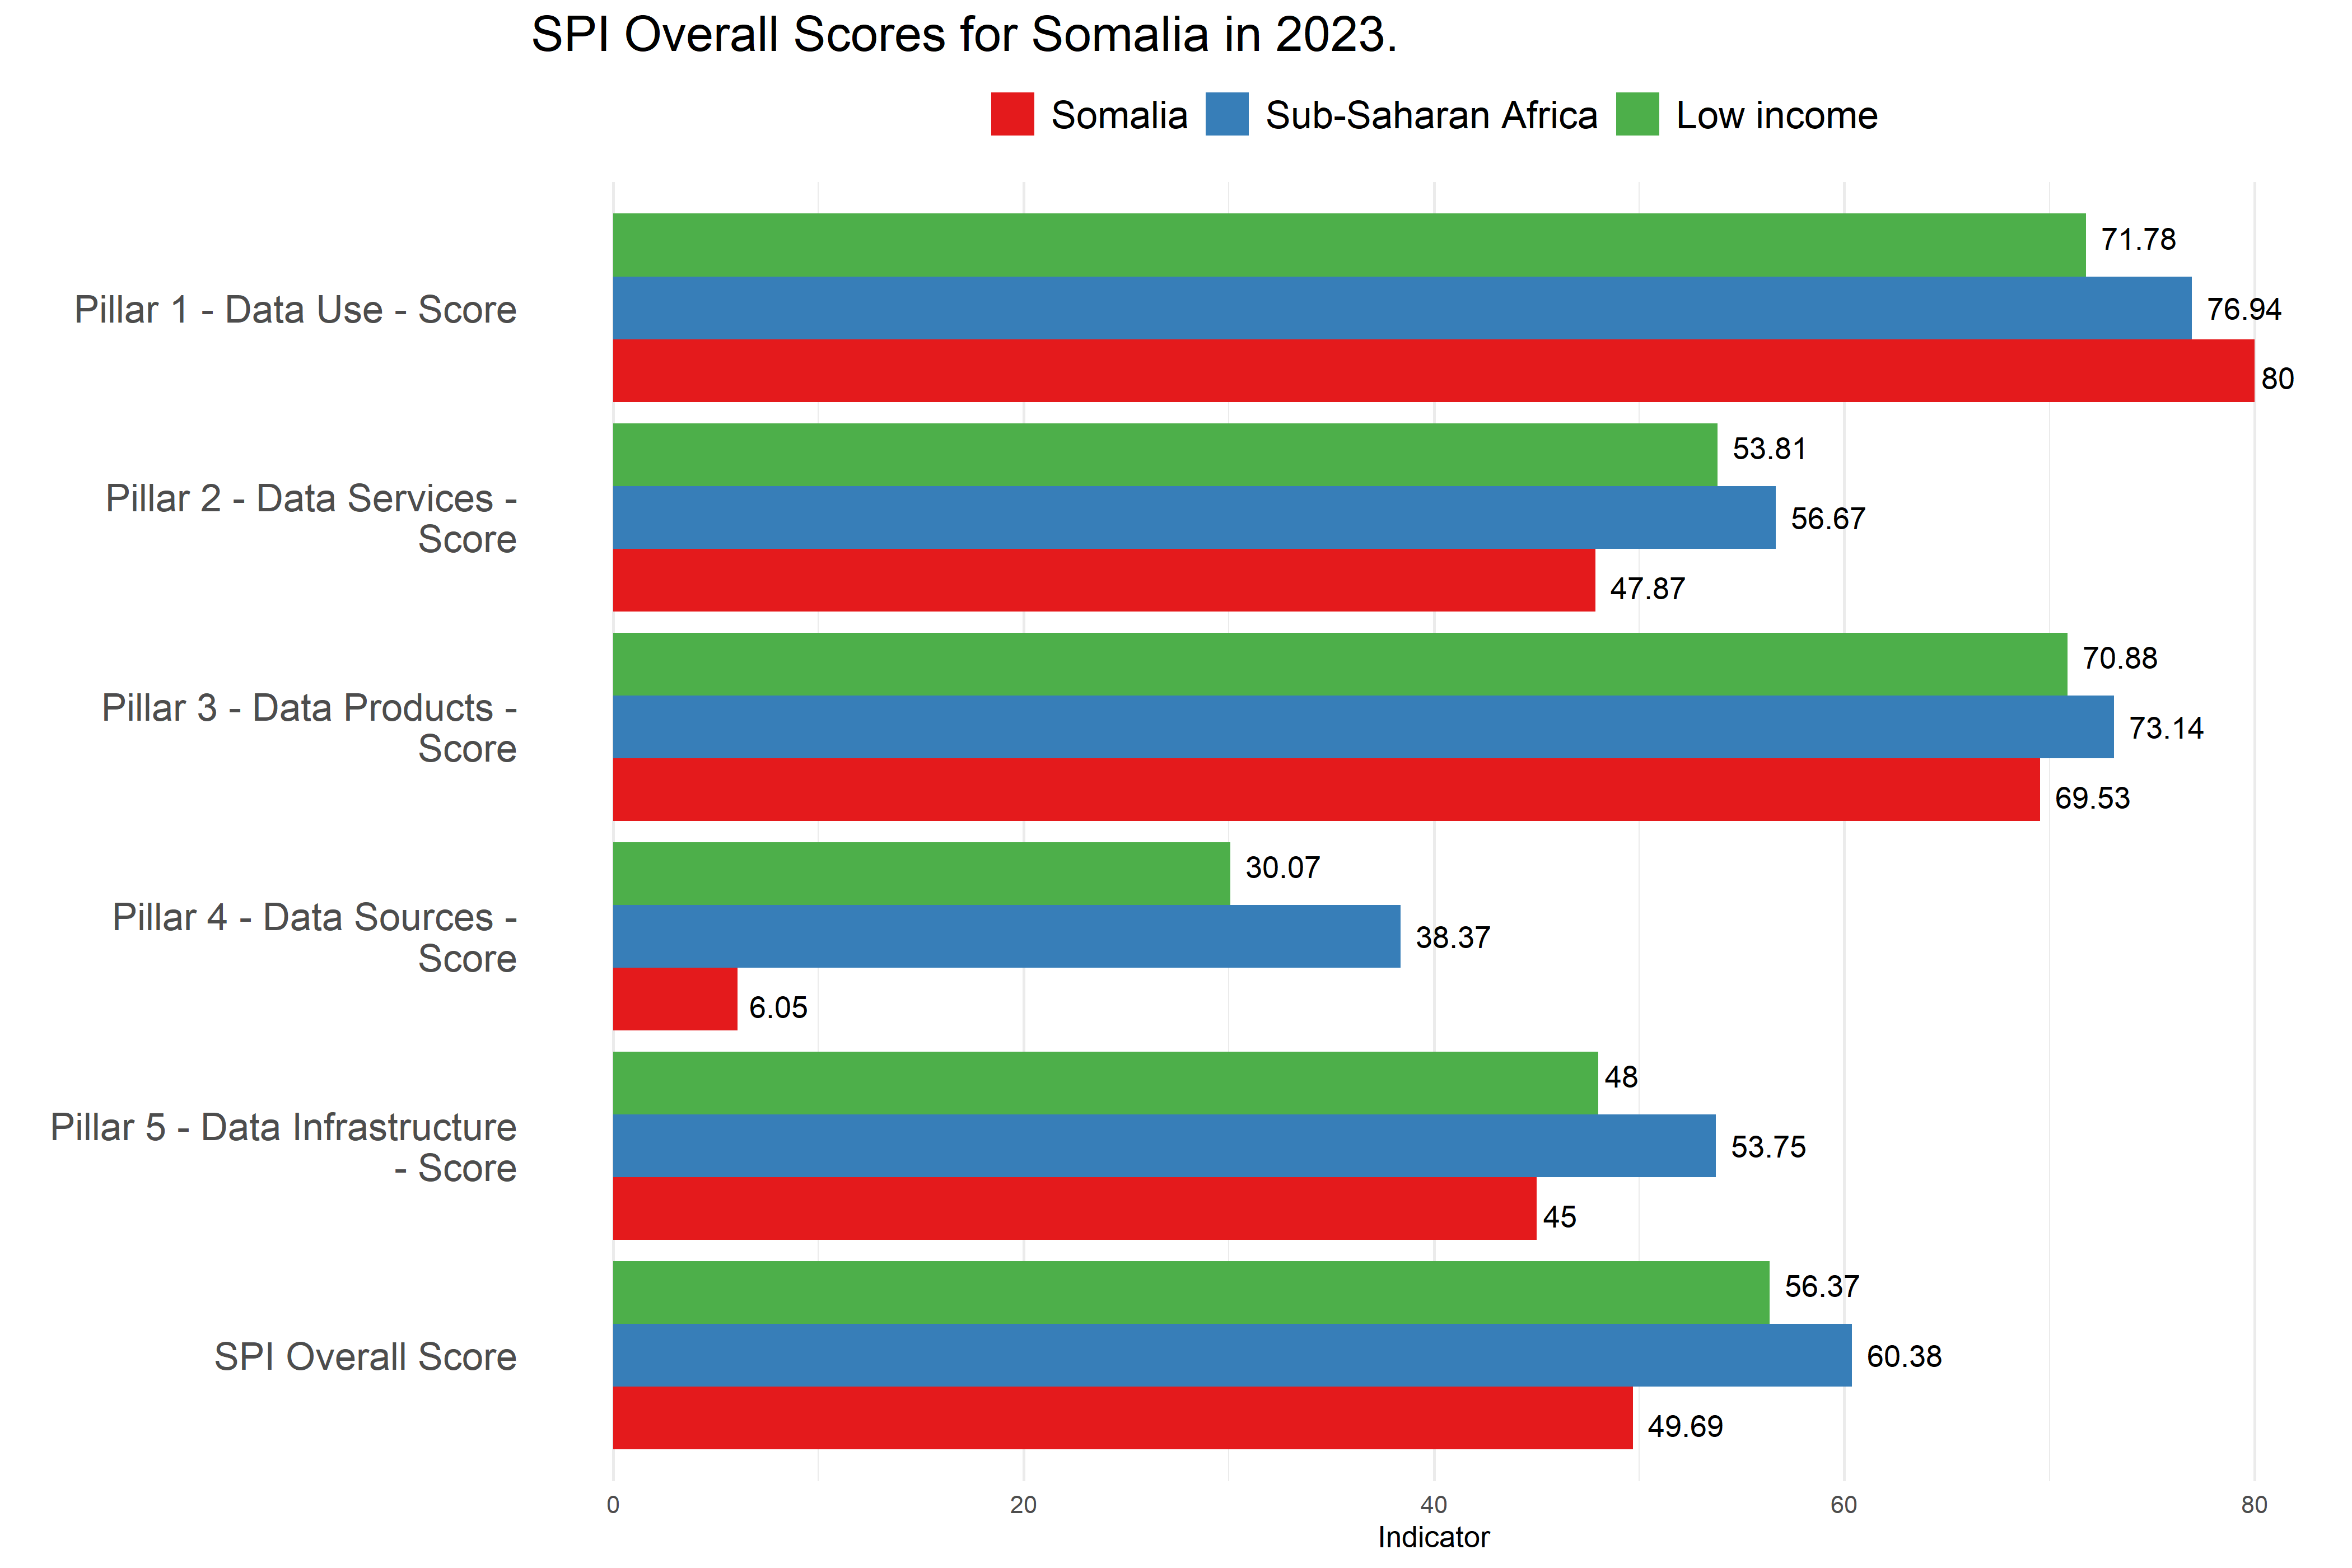 SPI Overall Scores for Somalia in 2023.
Somalia Sub-Saharan Africa Low income
Pillar 1 - Data Use - Score
71.78
76.94
80
Pillar 2 - Data Services -
Score
53.81
56.67
47.87
Pillar 3 - Data Products -
Score
70.88
73.14
69.53
Pillar 4 - Data Sources -
Score
30.07
38.37
6.05
Pillar 5 - Data Infrastructure
- Score
48
53.75
45
SPI Overall Score
56.37
60.38
49.69
0 20 40 60 80
Indicator